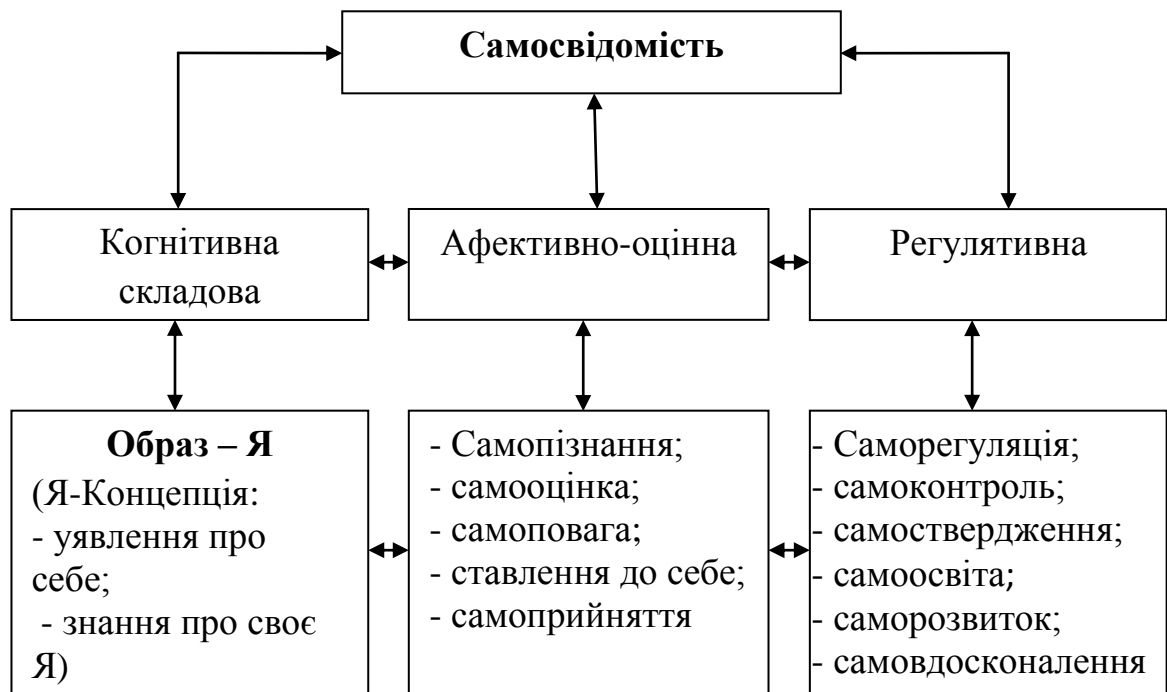 Самосвідомість
Когнітивна
складова
Афективно-оцінна
Регулятивна
Образ – Я
(Я-Концепція:
- уявлення про
себе;
- знання про своє
Я)
- Самопізнання;
- самооцінка;
- самоповага;
- ставлення до себе;
- самоприйняття
- Саморегуляція;
- самоконтроль;
- самоствердження;
- самоосвіта;
- саморозвиток;
- самовдосконалення